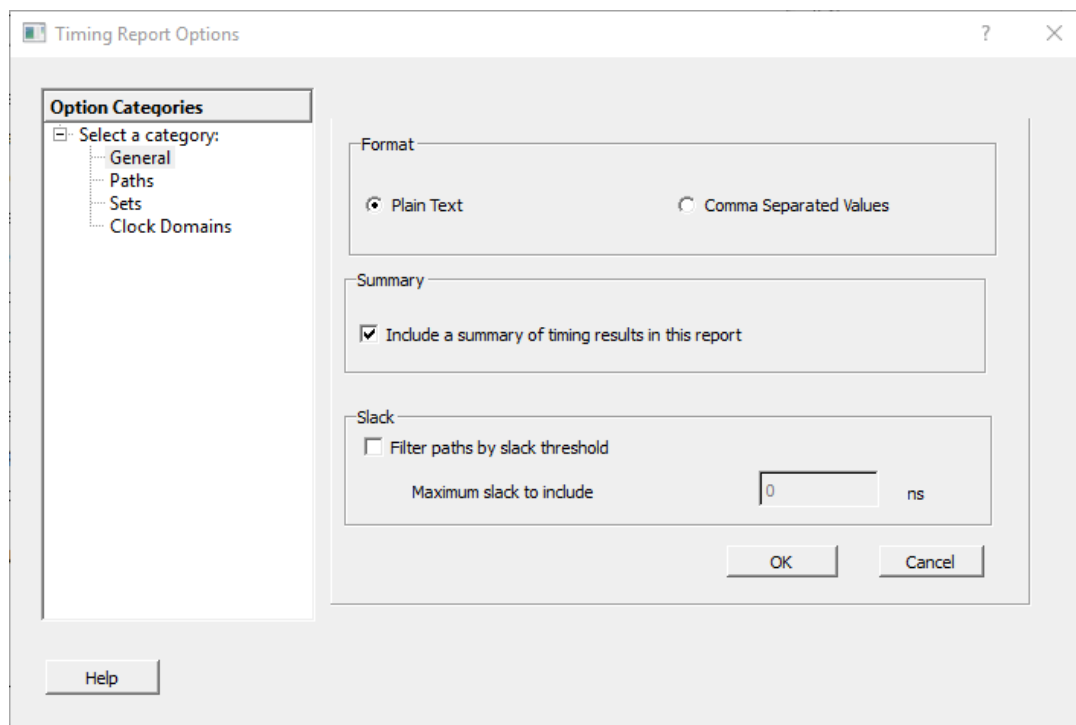 Timing Report Options
?
Option Categories
Select a category:
General
Paths
Sets
Clock Domains
Format
Plain Text
Comma Separated Values
Summary
Include a summary of timing results in this report
Slack
Filter paths by slack threshold
Maximum slack to include 0 ns
OK
Cancel
Help